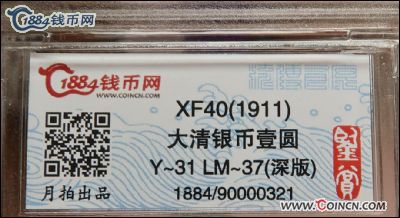 1884钱币网
1884钱币网
WWW.COINCN.COM
XF40(1911)
大清银币壹圆
Y~31 LM~37(深版)
月拍出品
1884/90000321
鉴赏
COINCN.COM